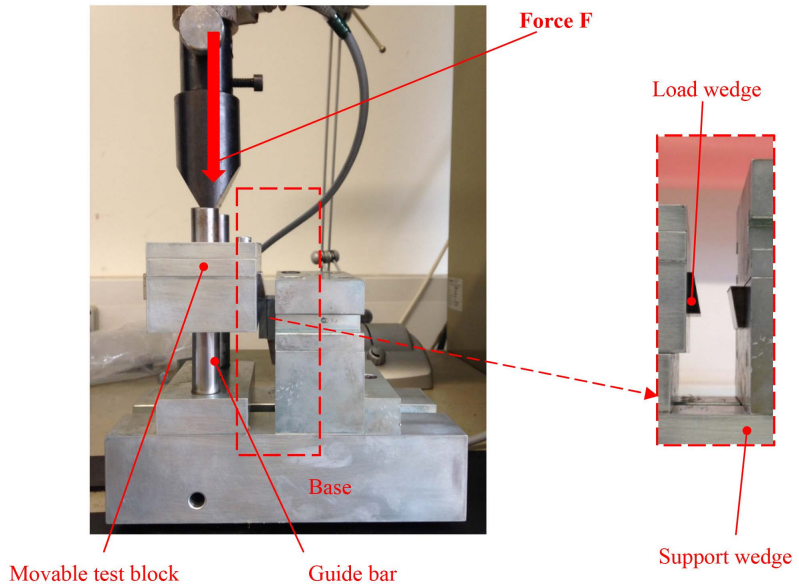 Force F
Load wedge
Base
Movable test block
Guide bar
Support wedge